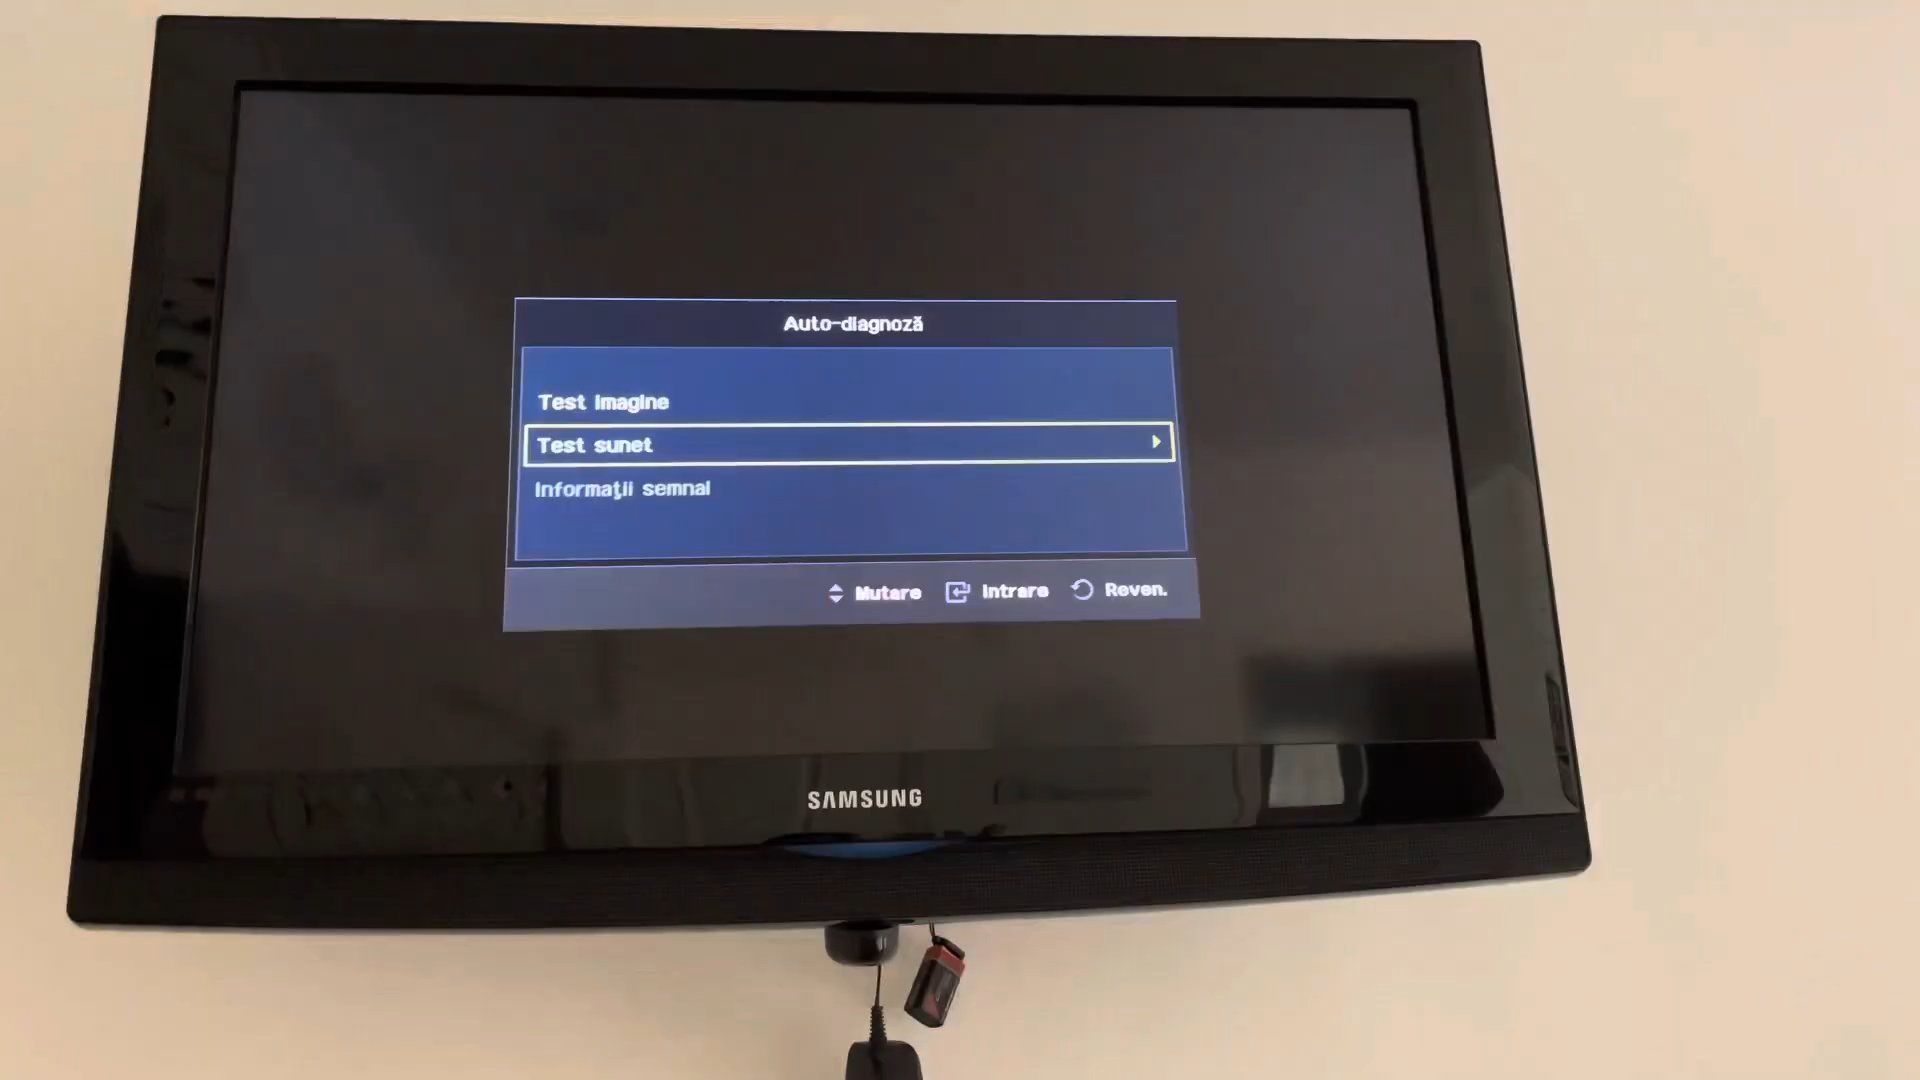 Auto-diagnoză
Test imagine
Test sunet
Informaţii semnal
Mutare Intrare Reven.
SAMSUNG